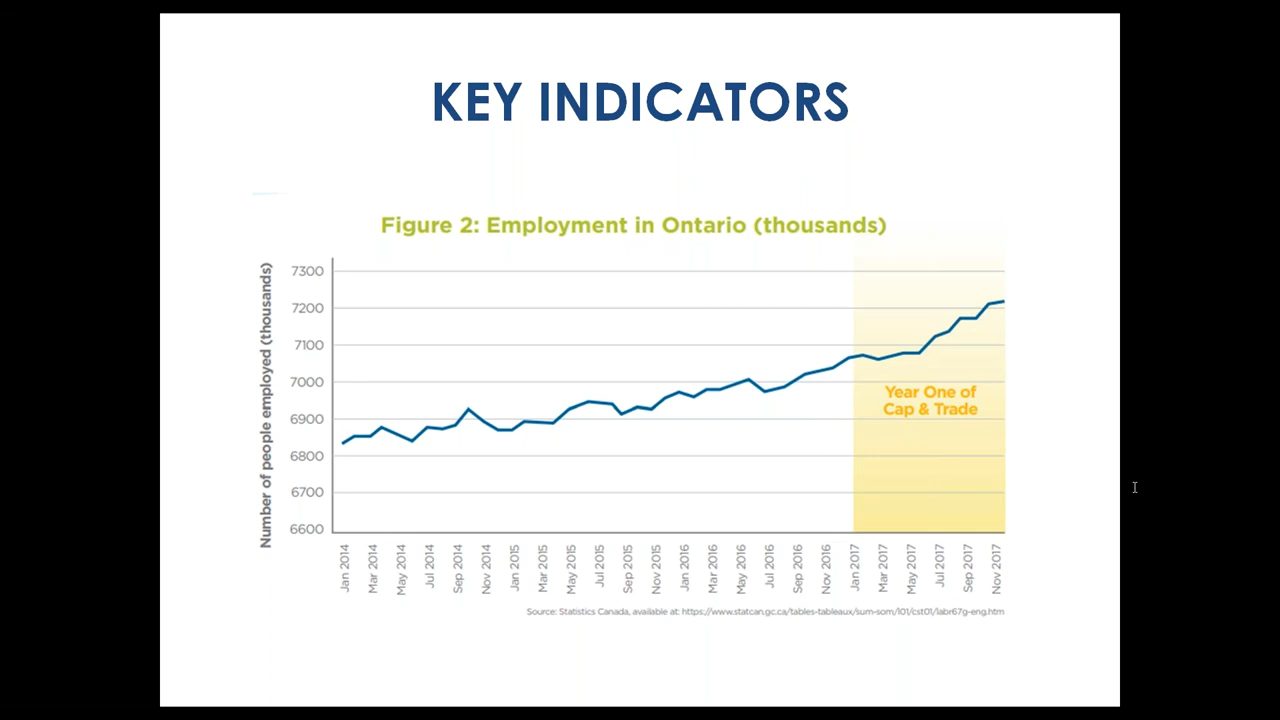 KEY INDICATORS
Figure 2: Employment in Ontario (thousands)
Number of people employed (thousands)
7300
7200
7100
7000
6900
6800
6700
6600
Year One of
Cap & Trade
Jan 2014
Mar 2014
May 2014
Jul 2014
Sep 2014
Nov 2014
Jan 2015
Mar 2015
May 2015
Jul 2015
Sep 2015
Nov 2015
Jan 2016
Mar 2016
May 2016
Jul 2016
Sep 2016
Nov 2016
Jan 2017
Mar 2017
May 2017
Jul 2017
Sep 2017
Nov 2017
Source: Statistics Canada, available at: https://www.statcan.gc.ca/tables-tableaux/sum-som/l01/cst01/labr67g-eng.htm